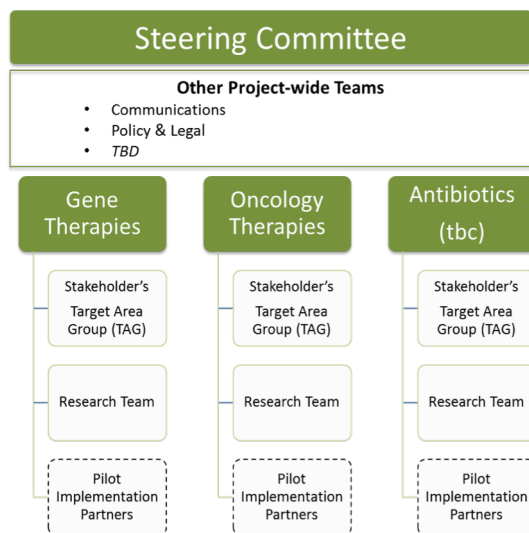 Steering Committee
Other Project-wide Teams
• Communications
• Policy & Legal
• TBD
Gene
Therapies
Stakeholder's
Target Area
Group (TAG)
Research Team
Pilot
Implementation
Partners
Oncology
Therapies
Stakeholder's
Target Area
Group (TAG)
Research Team
Pilot
Implementation
Partners
Antibiotics
(tbc)
Stakeholder's
Target Area
Group (TAG)
Research Team
Pilot
Implementation
Partners